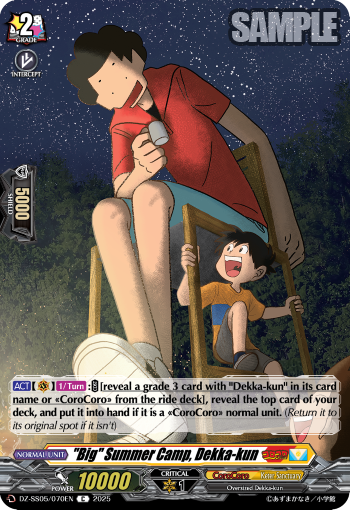 2
GRADE
SAMPLE
INTERCEPT
5000
SHIELD
ACT 1/Turn :[reveal a grade 3 card with "Dekka-kun" in its card
name or «CoroCoro» from the ride deck], reveal the top card of your
deck, and put it into hand if it is a «CoroCoro» normal unit. (Return it to
its original spot if it isn't)
NORMAL UNIT
"Big" Summer Camp, Dekka-kun
POWER 10000
CRITICAL
1
CoroCoro
Oversized Dekka-kun
DZ-SS05/070EN C 2025
©あずまかなき/小学館